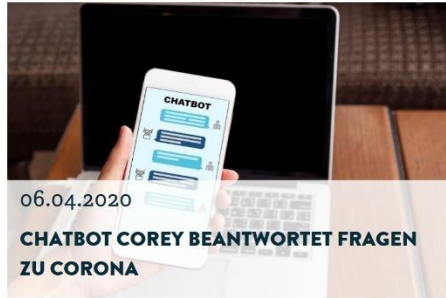 CHATBOT
06.04.2020
CHATBOT COREY BEANTWORTET FRAGEN
ZU CORONA